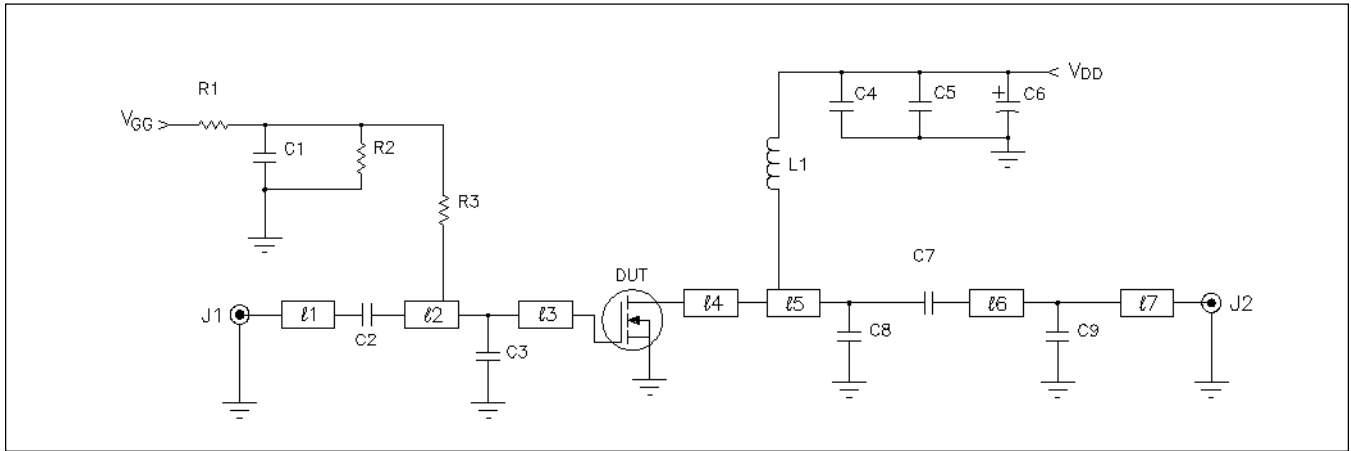 R1
VGG
C1
R2
R3
VDD
C4
C5
+
C6
L1
C7
DUT
J1
ℓ1
C2
ℓ2
C3
ℓ3
ℓ4
ℓ5
C8
ℓ6
C9
ℓ7
J2